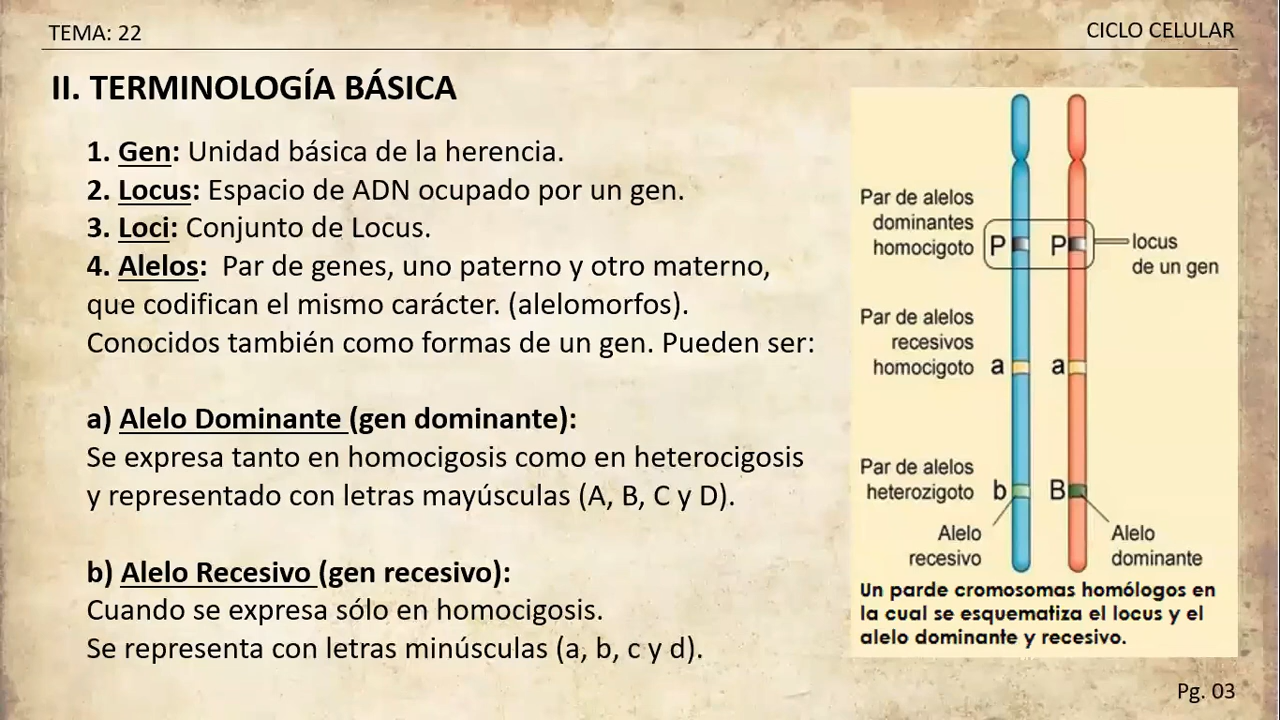 TEMA: 22
CICLO CELULAR
II. TERMINOLOGÍA BÁSICA
1. Gen: Unidad básica de la herencia.
2. Locus: Espacio de ADN ocupado por un gen.
3. Loci: Conjunto de Locus.
4. Alelos: Par de genes, uno paterno y otro materno,
que codifican el mismo carácter. (alelomorfos).
Conocidos también como formas de un gen. Pueden ser:
a) Alelo Dominante (gen dominante):
Se expresa tanto en homocigosis como en heterocigosis
y representado con letras mayúsculas (A, B, C y D).
b) Alelo Recesivo (gen recesivo):
Cuando se expresa sólo en homocigosis.
Se representa con letras minúsculas (a, b, c y d).
Par de alelos
dominantes
homocigoto
P P
locus
de un gen
Par de alelos
recesivos
homocigoto
a a
Par de alelos
heterozigoto
b B
Alelo
recesivo
Alelo
dominante
Un parde cromosomas homólogos en
la cual se esquematiza el locus y el
alelo dominante y recesivo.
Pg. 03